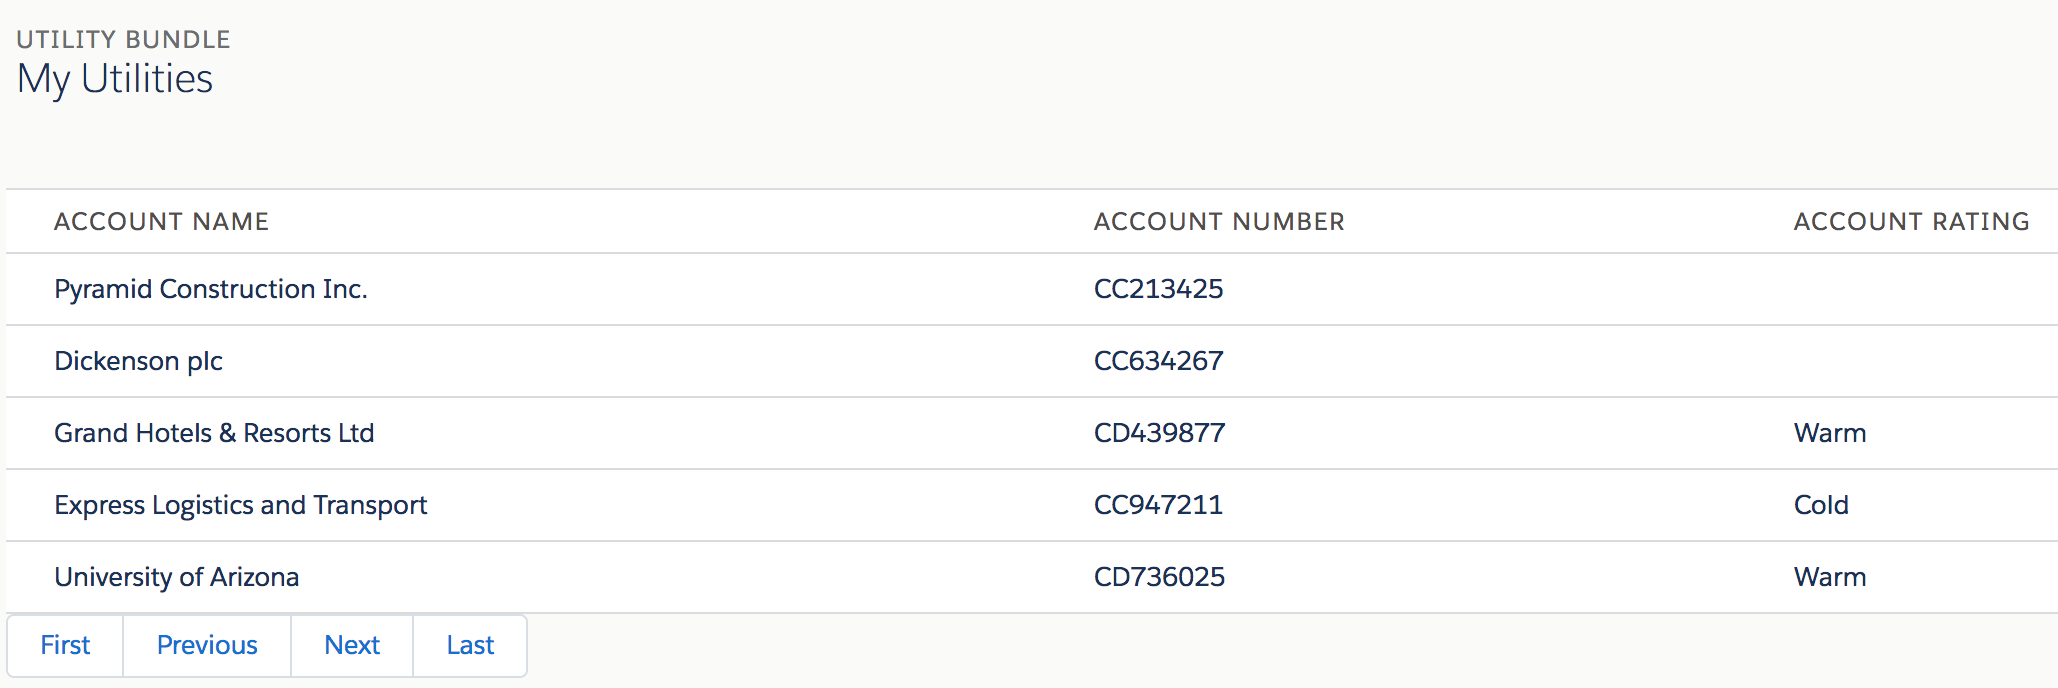 UTILITY BUNDLE
My Utilities
ACCOUNT NAME ACCOUNT NUMBER ACCOUNT RATING
Pyramid Construction Inc. CC213425
Dickenson plc CC634267
Grand Hotels & Resorts Ltd CD439877 Warm
Express Logistics and Transport CC947211 Cold
University of Arizona CD736025 Warm
First Previous Next Last